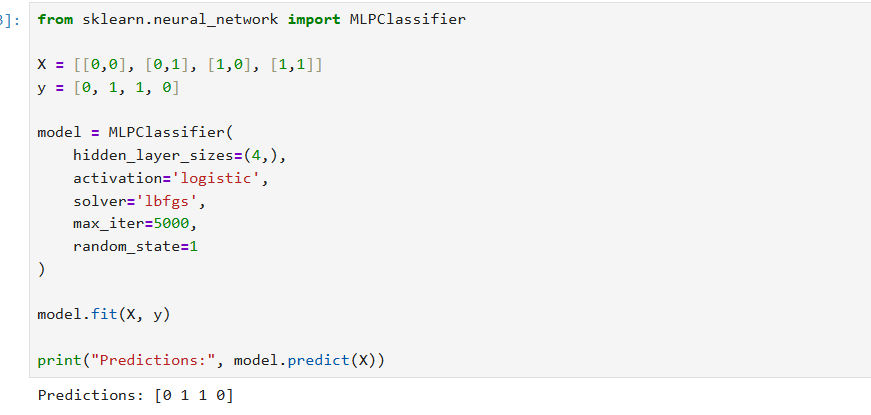 3]:
from sklearn.neural_network import MLPClassifier
X = [[0,0], [0,1], [1,0], [1,1]]
y = [0, 1, 1, 0]
model = MLPClassifier(
    hidden_layer_sizes=(4,),
    activation='logistic',
    solver='lbfgs',
    max_iter=5000,
    random_state=1
)
model.fit(X, y)
print("Predictions:", model.predict(X))
Predictions: [0 1 1 0]